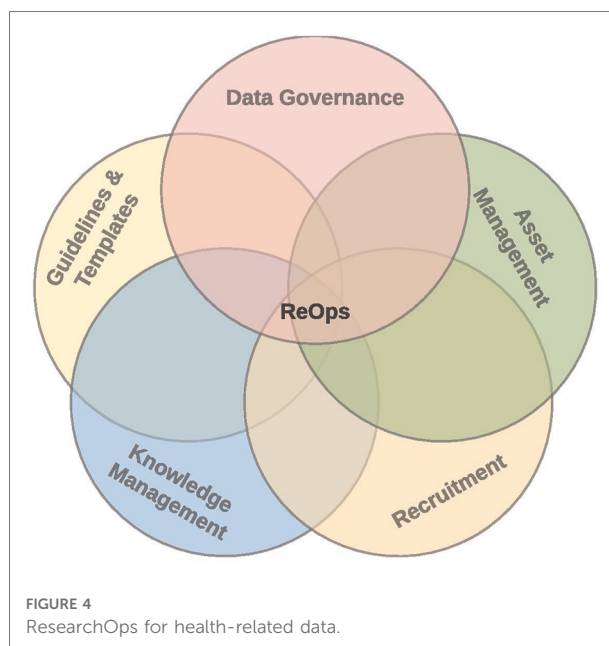 Data Governance
Guidelines &
Templates
Asset
Management
ReOps
Knowledge
Management
Recruitment
FIGURE 4
ResearchOps for health-related data.